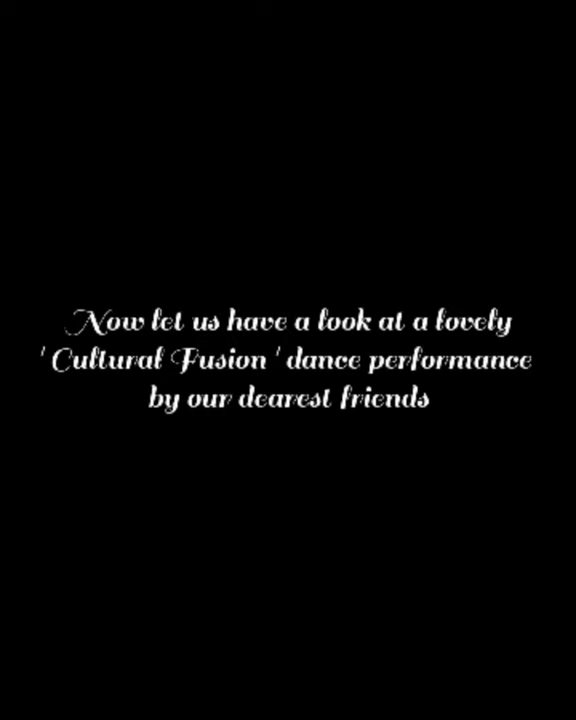 Now let us have a look at a lovely
'Cultural Fusion' dance performance
by our dearest friends